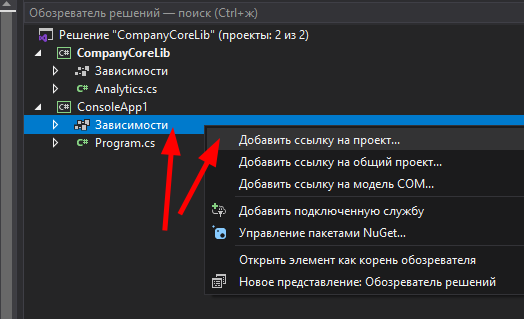 Обозреватель решений — поиск (Ctrl+ж)
Решение "CompanyCoreLib" (проекты: 2 из 2)
C# CompanyCoreLib
Зависимости
C# Analytics.cs
C# ConsoleApp1
Зависимости
C# Program.cs
Добавить ссылку на проект...
Добавить ссылку на общий проект...
Добавить ссылку на модель COM...
Добавить подключенную службу
Управление пакетами NuGet...
Открыть элемент как корень обозревателя
Новое представление: Обозреватель решений